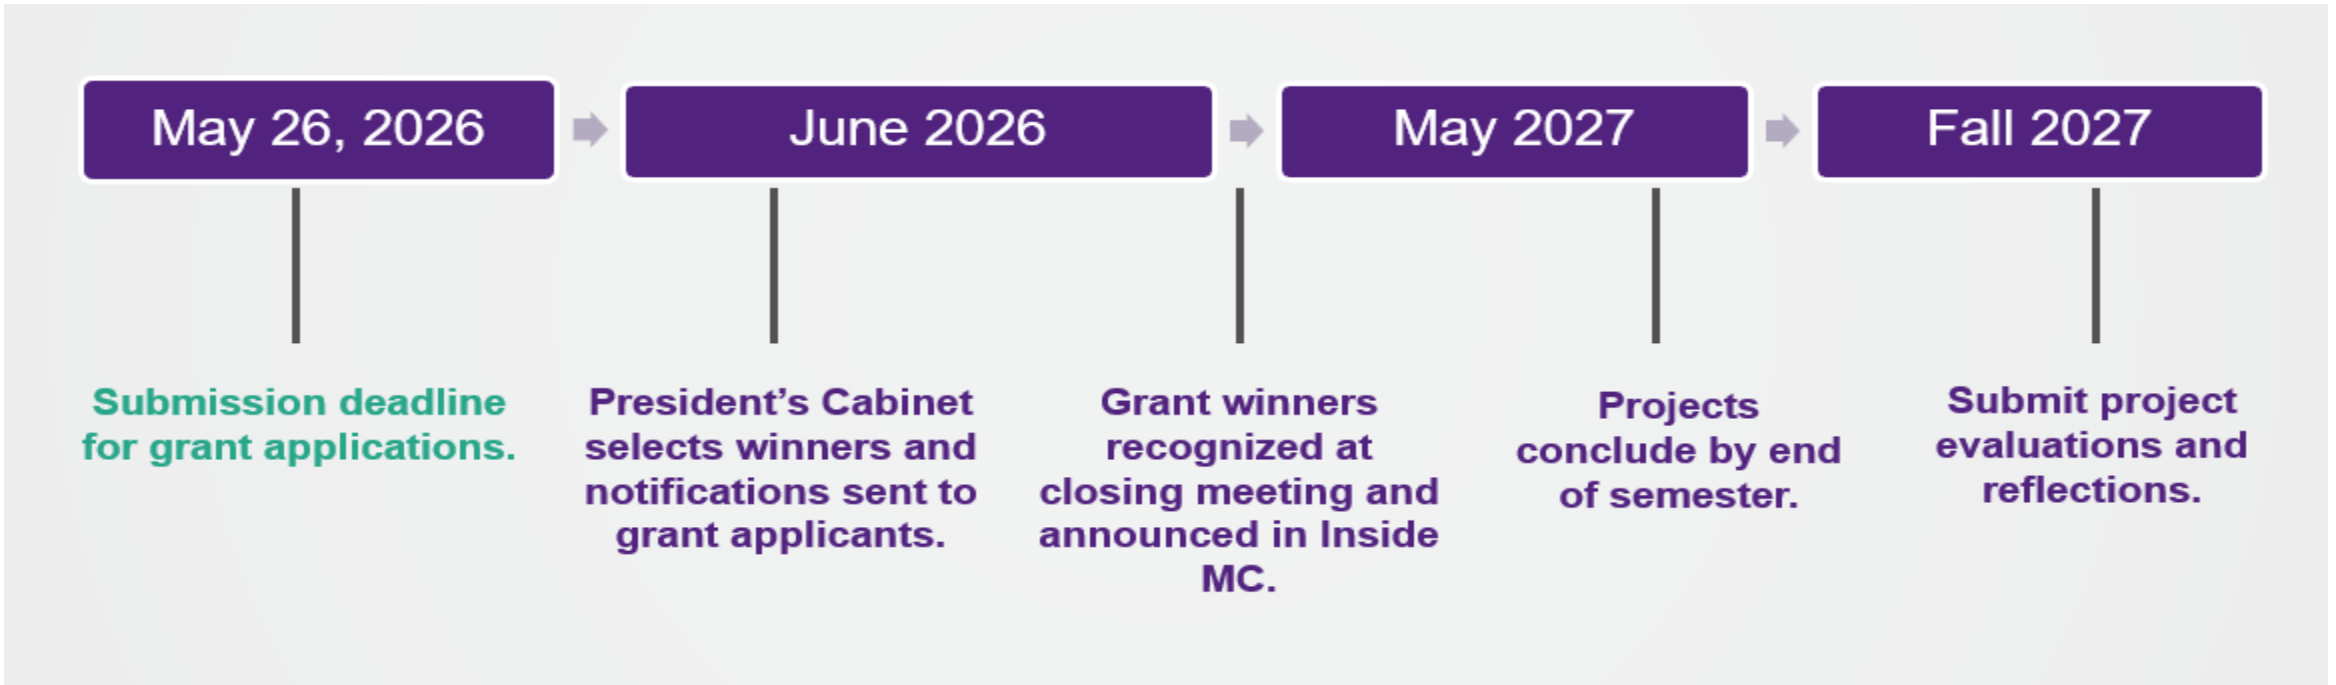 May 26, 2026
June 2026
May 2027
Fall 2027
Submission deadline
for grant applications.
President’s Cabinet
selects winners and
notifications sent to
grant applicants.
Grant winners
recognized at
closing meeting and
announced in Inside
MC.
Projects
conclude by end
of semester.
Submit project
evaluations and
reflections.